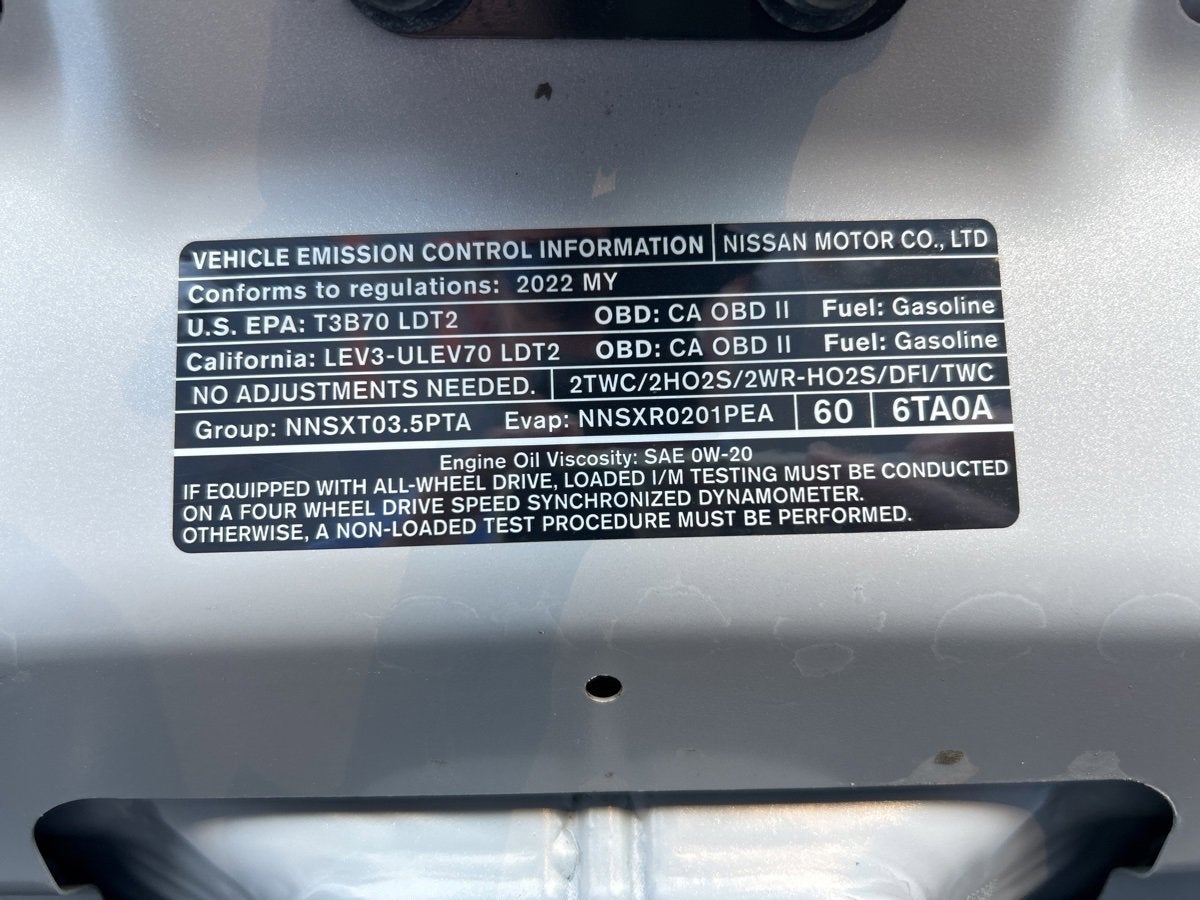 VEHICLE EMISSION CONTROL INFORMATION NISSAN MOTOR CO., LTD
Conforms to regulations: 2022 MY
U.S. EPA: T3B70 LDT2 OBD: CA OBD II Fuel: Gasoline
California: LEV3-ULEV70 LDT2 OBD: CA OBD II Fuel: Gasoline
NO ADJUSTMENTS NEEDED. 2TWC/2HO2S/2WR-HO2S/DFI/TWC
Group: NNSXT03.5PTA Evap: NNSXR0201PEA 60 6TA0A
Engine Oil Viscosity: SAE 0W-20
IF EQUIPPED WITH ALL-WHEEL DRIVE, LOADED I/M TESTING MUST BE CONDUCTED
ON A FOUR WHEEL DRIVE SPEED SYNCHRONIZED DYNAMOMETER.
OTHERWISE, A NON-LOADED TEST PROCEDURE MUST BE PERFORMED.